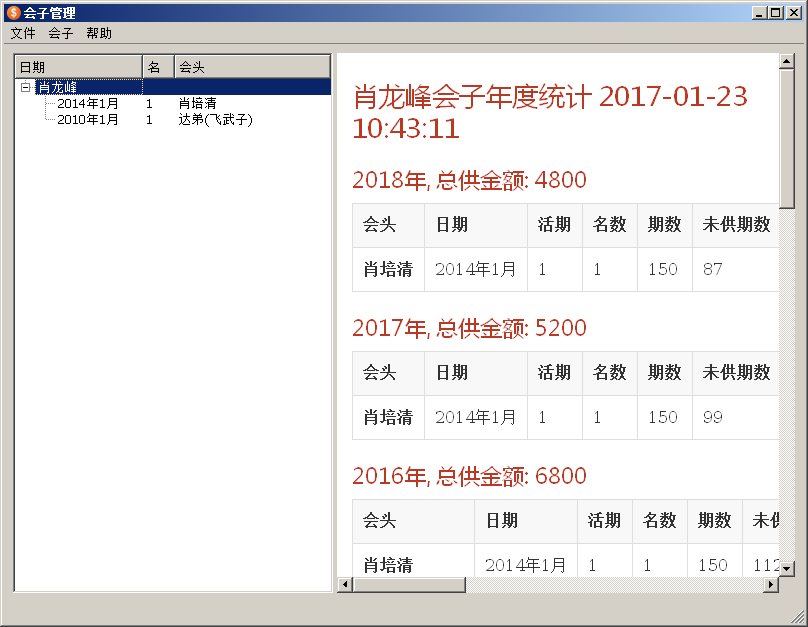 会子管理
文件 会子 帮助
日期 名 会头
肖龙峰
2014年1月 1 肖培清
2010年1月 1 达弟(飞武子)
肖龙峰会子年度统计 2017-01-23
10:43:11
2018年, 总供金额: 4800
会头 日期 活期 名数 期数 未供期数
肖培清 2014年1月 1 1 150 87
2017年, 总供金额: 5200
会头 日期 活期 名数 期数 未供期数
肖培清 2014年1月 1 1 150 99
2016年, 总供金额: 6800
会头 日期 活期 名数 期数 未供
肖培清 2014年1月 1 1 150 112